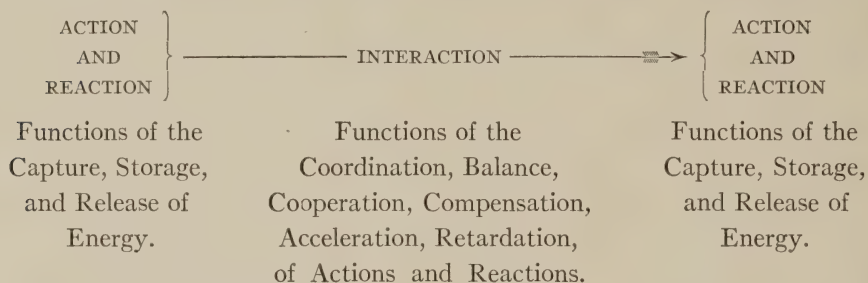 ACTION
AND
REACTION
INTERACTION
ACTION
AND
REACTION
Functions of the
Capture, Storage,
and Release of
Energy.
Functions of the
Coordination, Balance,
Cooperation, Compensation,
Acceleration, Retardation,
of Actions and Reactions.
Functions of the
Capture, Storage,
and Release of
Energy.